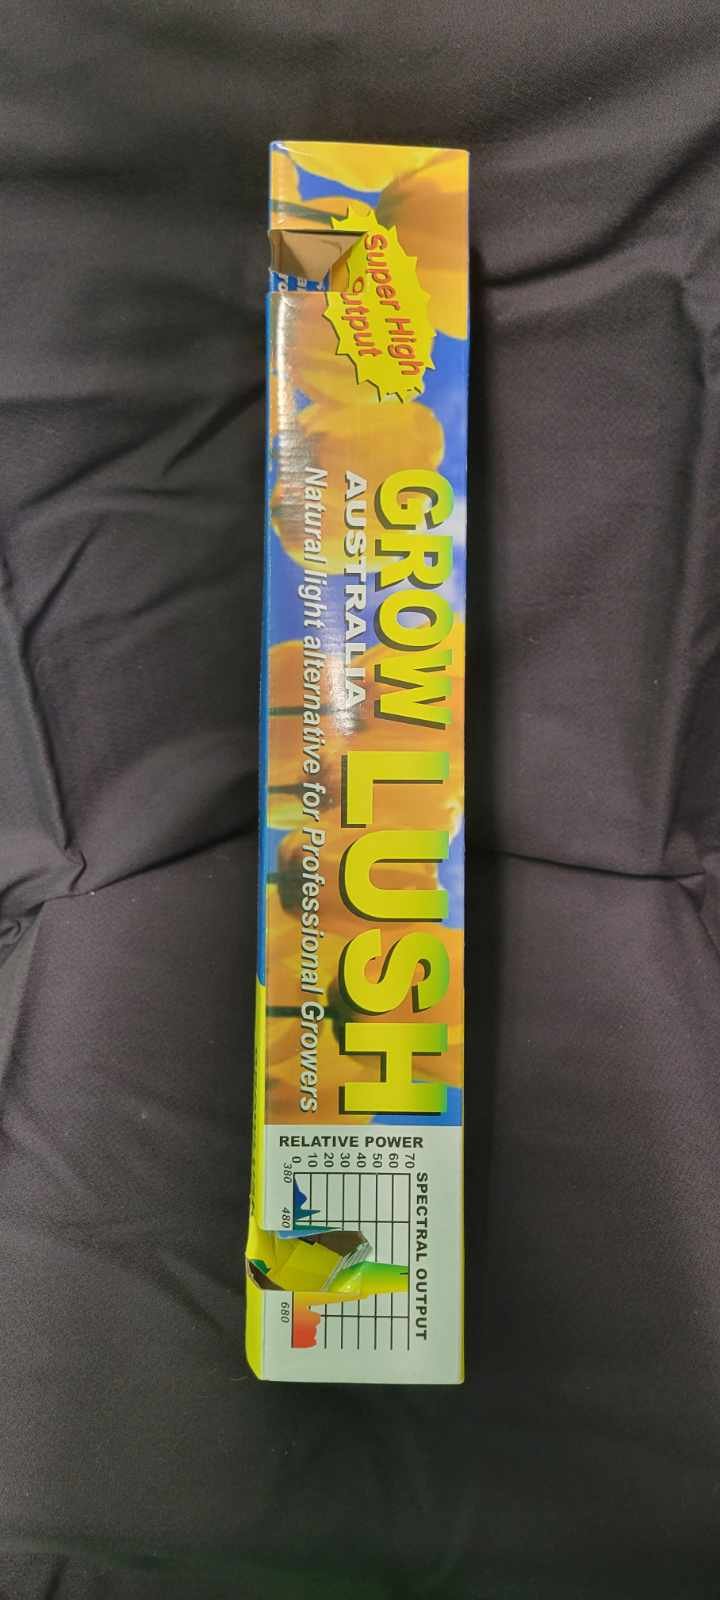 Super High
Output
GROW LUSH
AUSTRALIA
Natural light alternative for Professional Growers
SPECTRAL OUTPUT
RELATIVE POWER
70
60
50
40
30
20
10
0
380
480
680